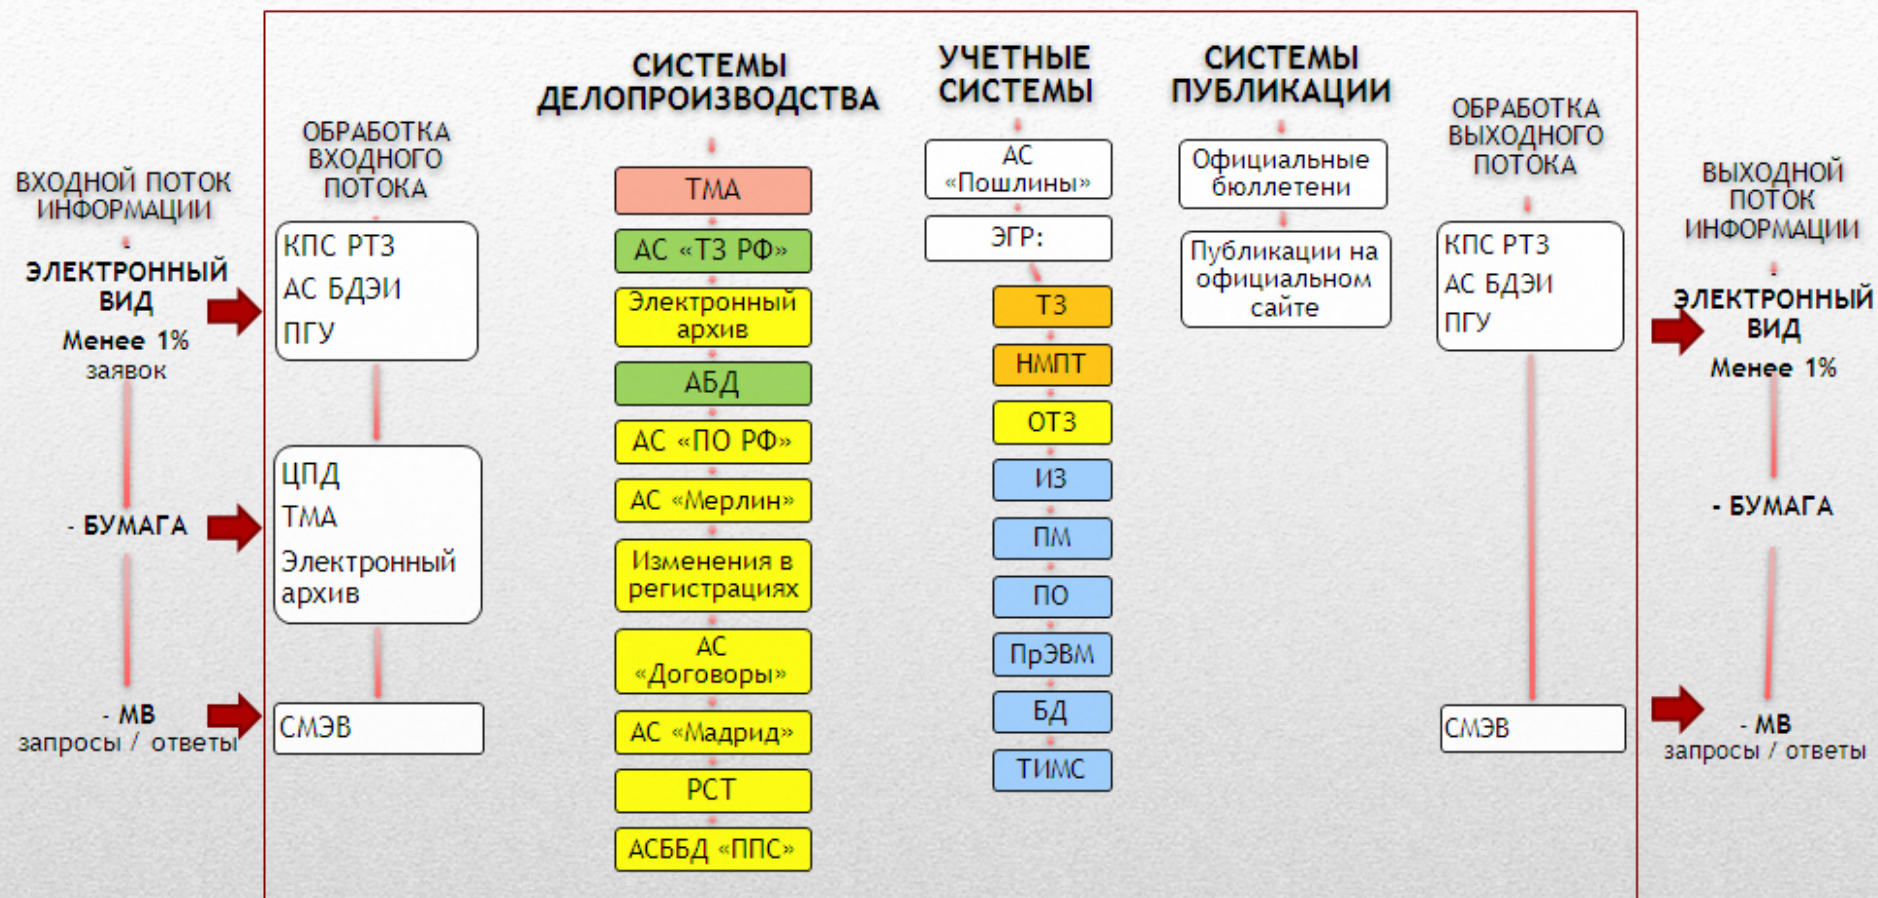 ВХОДНОЙ ПОТОК
ИНФОРМАЦИИ
-
ЭЛЕКТРОННЫЙ
ВИД
Менее 1%
заявок
- БУМАГА
- МВ
запросы / ответы
ОБРАБОТКА
ВХОДНОГО
ПОТОКА
КПС РТЗ
АС БДЭИ
ПГУ
ЦПД
ТМА
Электронный
архив
СМЭВ
СИСТЕМЫ
ДЕЛОПРОИЗВОДСТВА
ТМА
АС «ТЗ РФ»
Электронный
архив
АБД
АС «ПО РФ»
АС «Мерлин»
Изменения в
регистрациях
АС
«Договоры»
АС «Мадрид»
РСТ
АСББД «ППС»
УЧЕТНЫЕ
СИСТЕМЫ
АС
«Пошлины»
ЭГР:
ТЗ
НМПТ
ОТЗ
ИЗ
ПМ
ПО
ПрЭВМ
БД
ТИМС
СИСТЕМЫ
ПУБЛИКАЦИИ
Официальные
бюллетени
Публикации на
официальном
сайте
ОБРАБОТКА
ВЫХОДНОГО
ПОТОКА
КПС РТЗ
АС БДЭИ
ПГУ
СМЭВ
ВЫХОДНОЙ
ПОТОК
ИНФОРМАЦИИ
-
ЭЛЕКТРОННЫЙ
ВИД
Менее 1%
- БУМАГА
- МВ
запросы / ответы